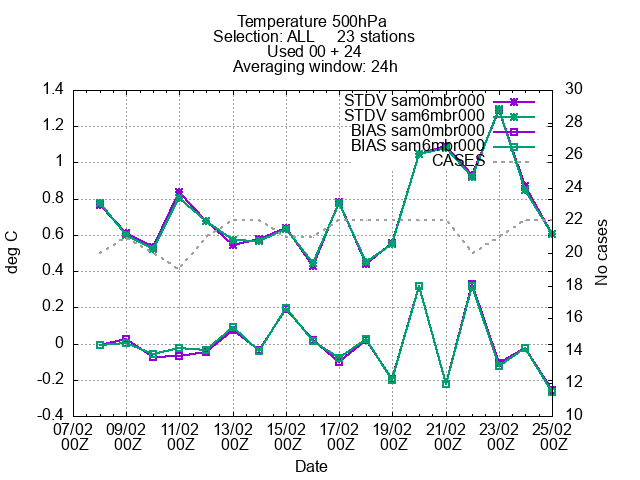 Temperature 500hPa
Selection: ALL 23 stations
Used 00 + 24
Averaging window: 24h
STDV sam0mbr000
STDV sam6mbr000
BIAS sam0mbr000
BIAS sam6mbr000
CASES
deg C
1.4
1.2
1
0.8
0.6
0.4
0.2
0
-0.2
-0.4
30
28
26
24
22
20
18
16
14
12
10
No cases
07/02 09/02 11/02 13/02 15/02 17/02 19/02 21/02 23/02 25/02
00Z 00Z 00Z 00Z 00Z 00Z 00Z 00Z 00Z 00Z
Date